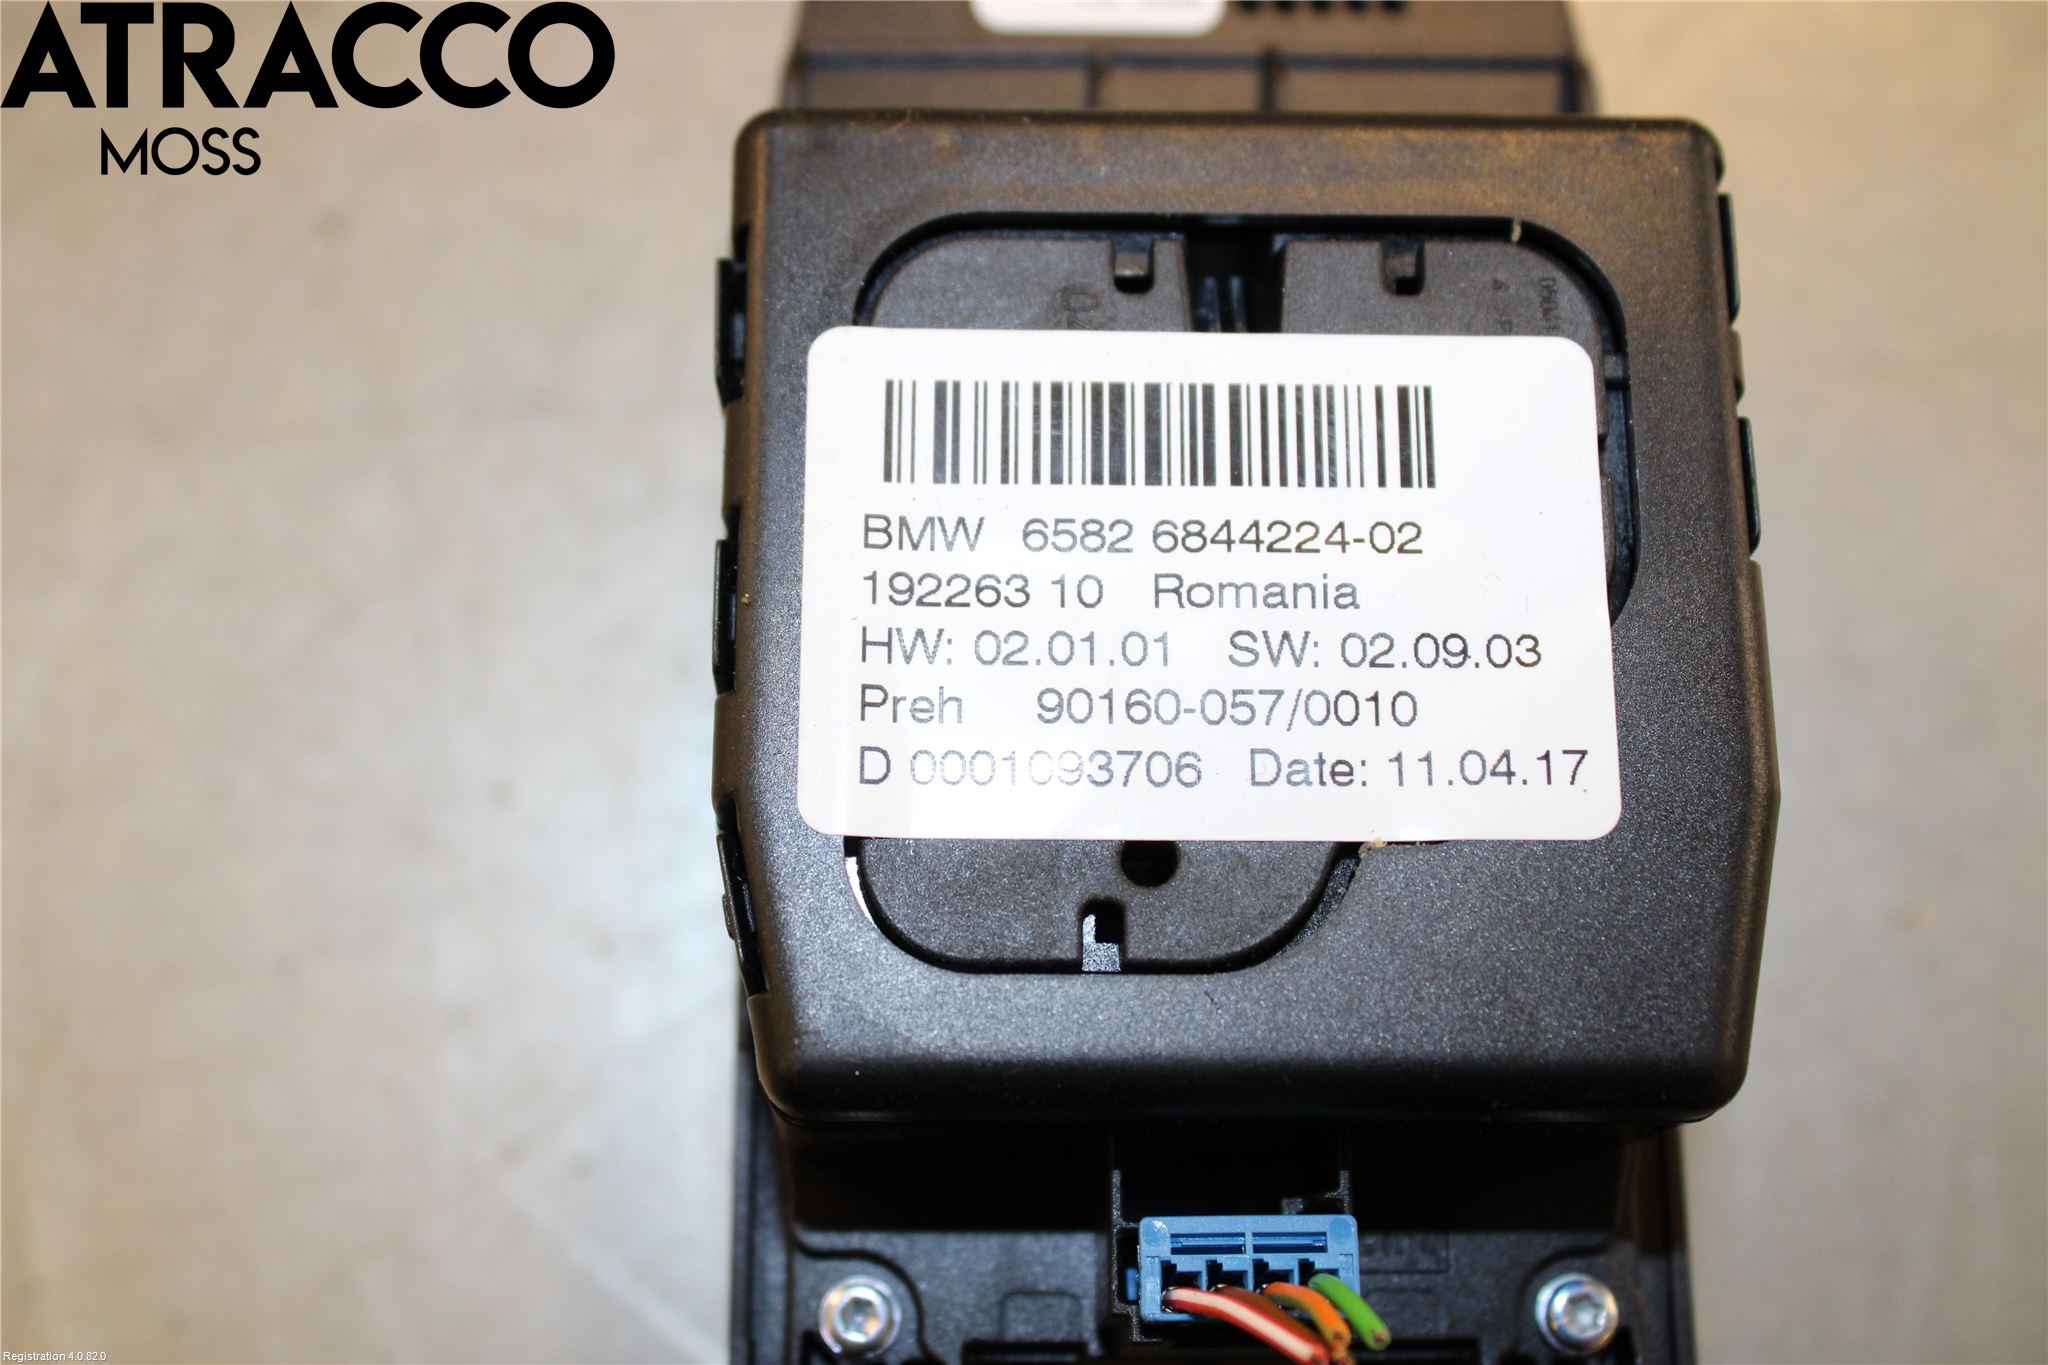 ATRACCO
MOSS
BMW 6582 6844224-02
192263 10 Romania
HW: 02.01.01 SW: 02.09.03
Preh 90160-057/0010
D 0001093706 Date: 11.04.17
Registration 4.0.82.0